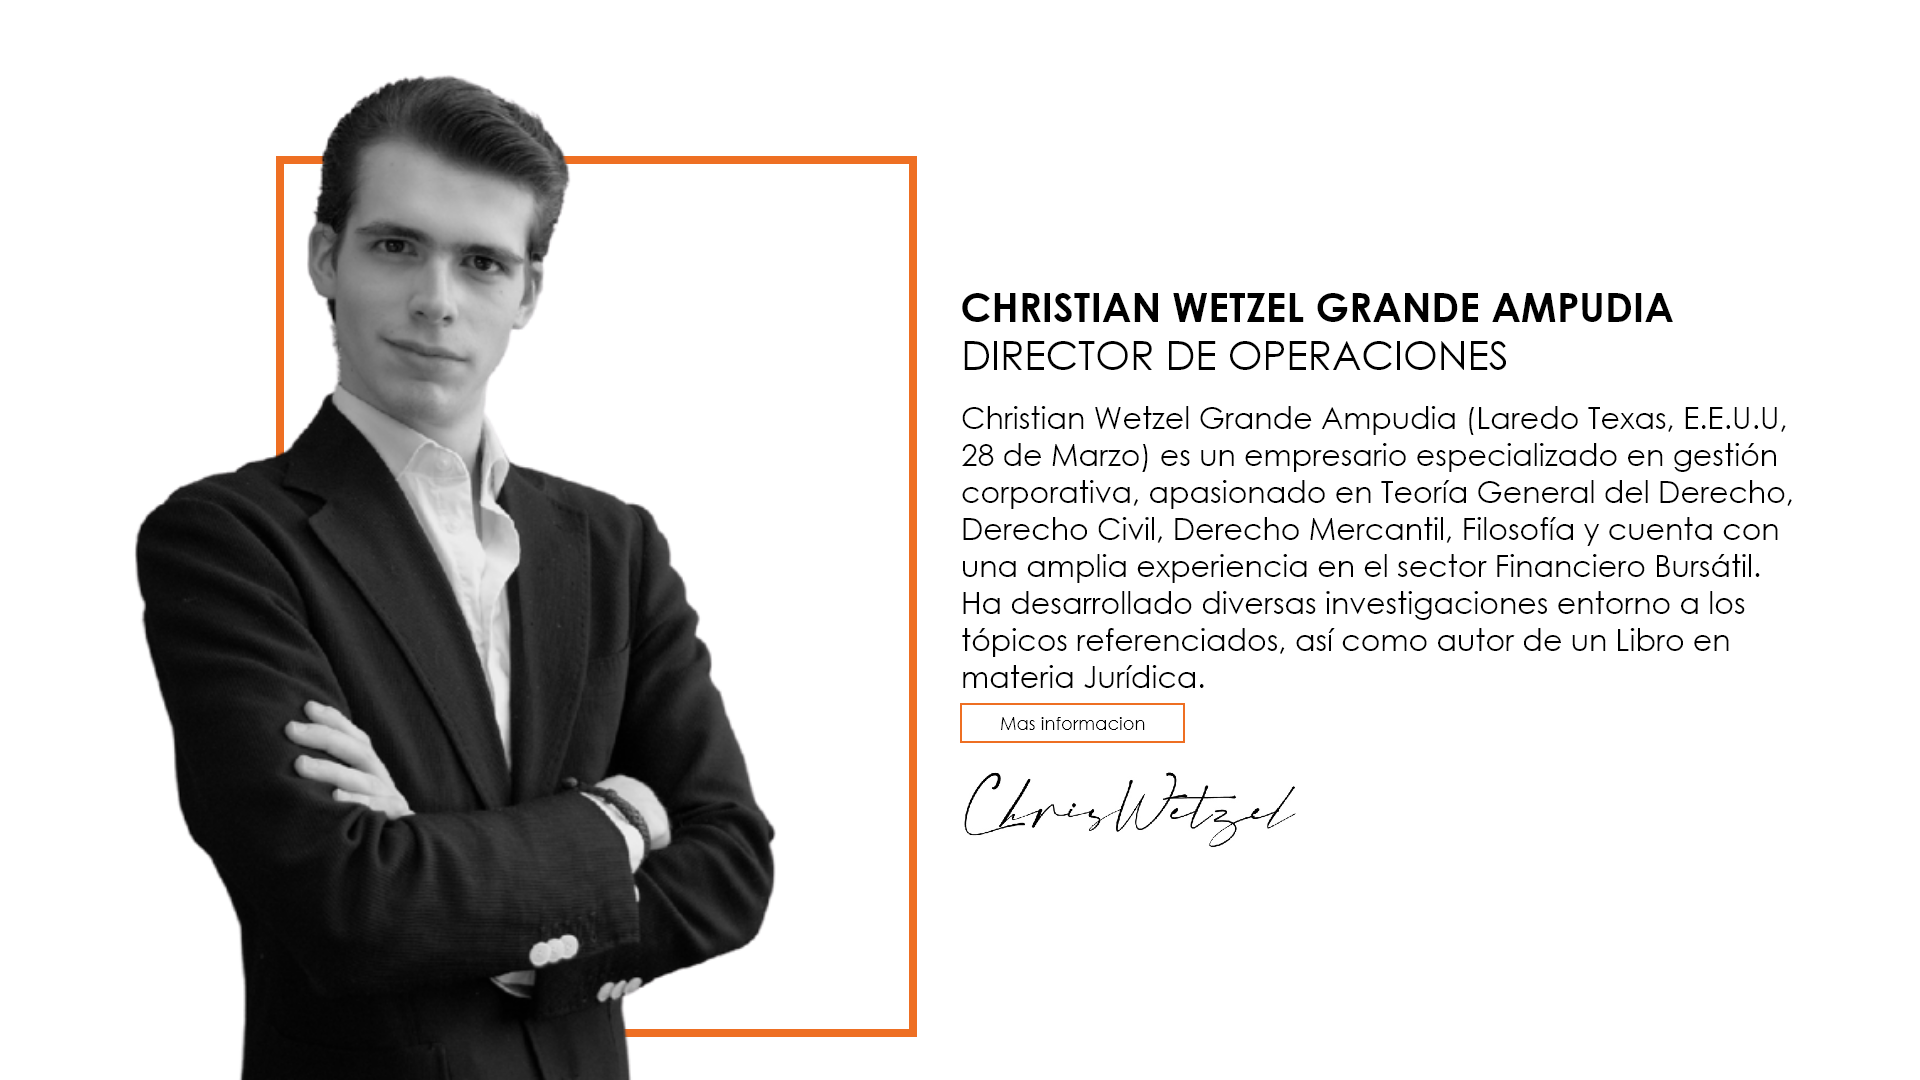 CHRISTIAN WETZEL GRANDE AMPUDIA
DIRECTOR DE OPERACIONES
Christian Wetzel Grande Ampudia (Laredo Texas, E.E.U.U,
28 de Marzo) es un empresario especializado en gestión
corporativa, apasionado en Teoría General del Derecho,
Derecho Civil, Derecho Mercantil, Filosofía y cuenta con
una amplia experiencia en el sector Financiero Bursátil.
Ha desarrollado diversas investigaciones entorno a los
tópicos referenciados, así como autor de un Libro en
materia Jurídica.
Mas informacion
ChrisWetzel